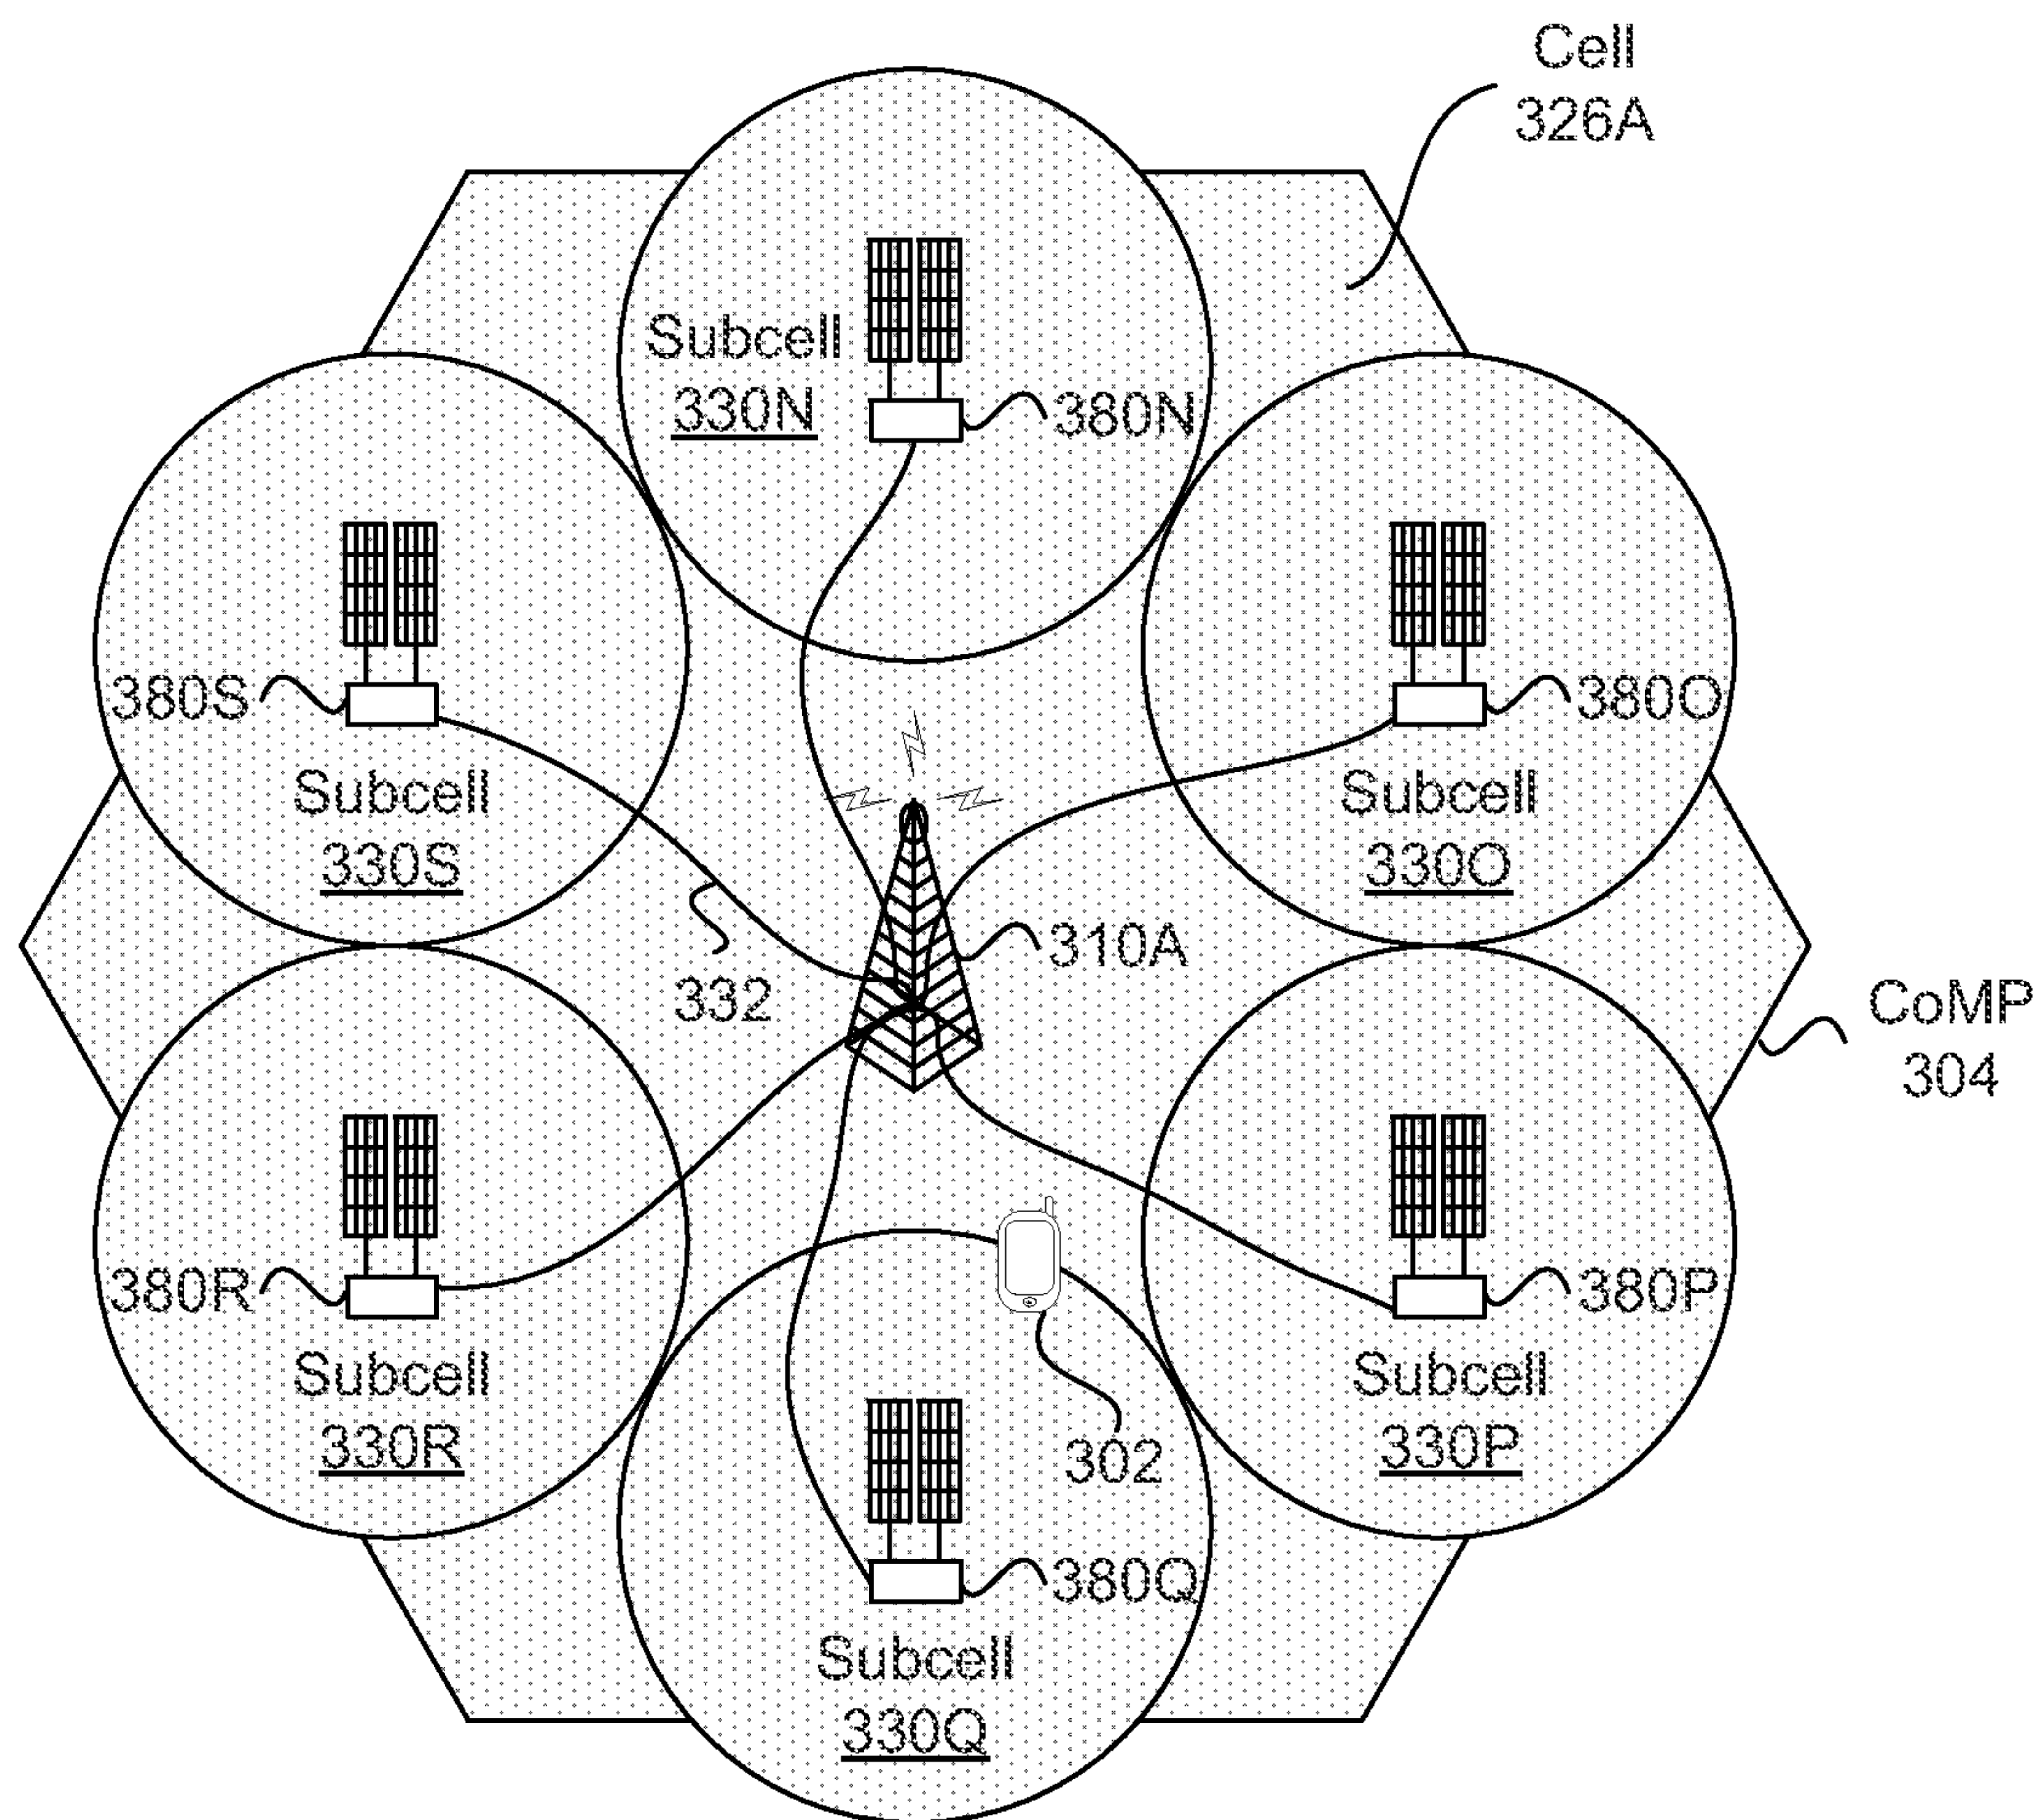 Cell
326A
Subcell
330N
380N
380S
380O
Subcell
330S
Subcell
330O
310A
332
CoMP
304
380R
380P
Subcell
330R
Subcell
330P
302
380Q
Subcell
330Q